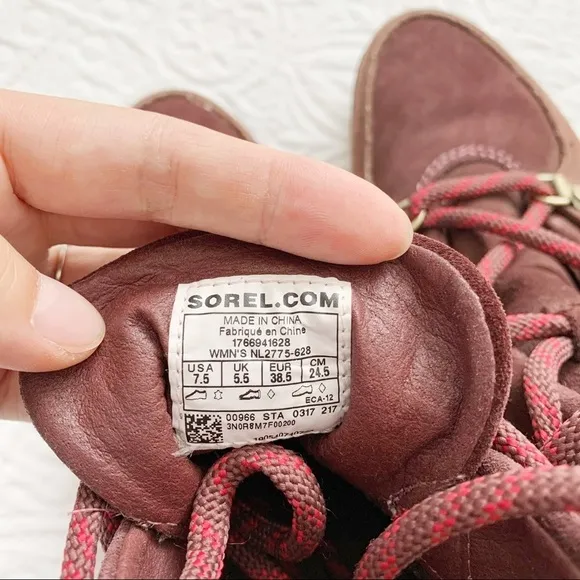 SOREL.COM
MADE IN CHINA
Fabriqué en Chine
1766941628
WMN'S NL2775-628
USA UK EUR CM
7.5 5.5 38.5 24.5
ECA-12
00966 STA 0317 217
3N0R8M7F00200